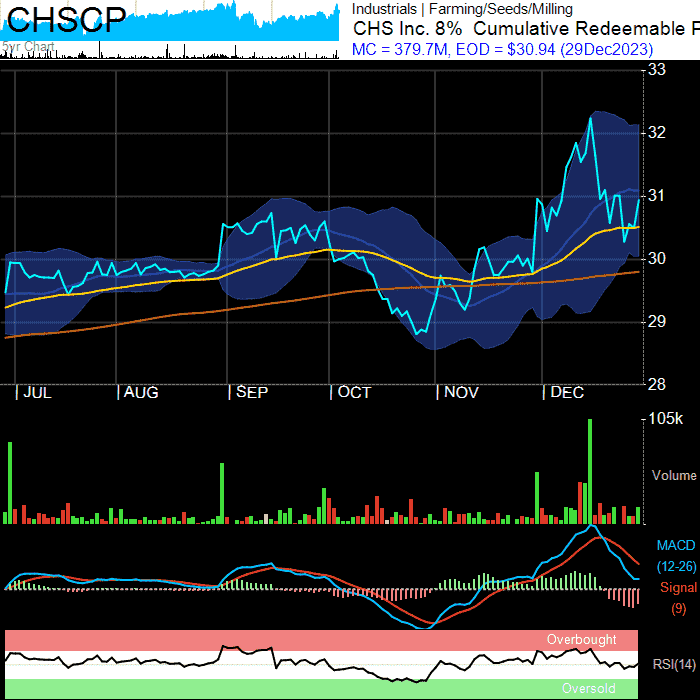 CHSCP
5yr Chart
Industrials | Farming/Seeds/Milling
CHS Inc. 8% Cumulative Redeemable P
MC = 379.7M, EOD = $30.94 (29Dec2023)
33
32
31
30
29
28
| JUL | AUG | SEP | OCT | NOV | DEC
105k
Volume
MACD
(12-26)
Signal
(9)
Overbought
RSI(14)
Oversold